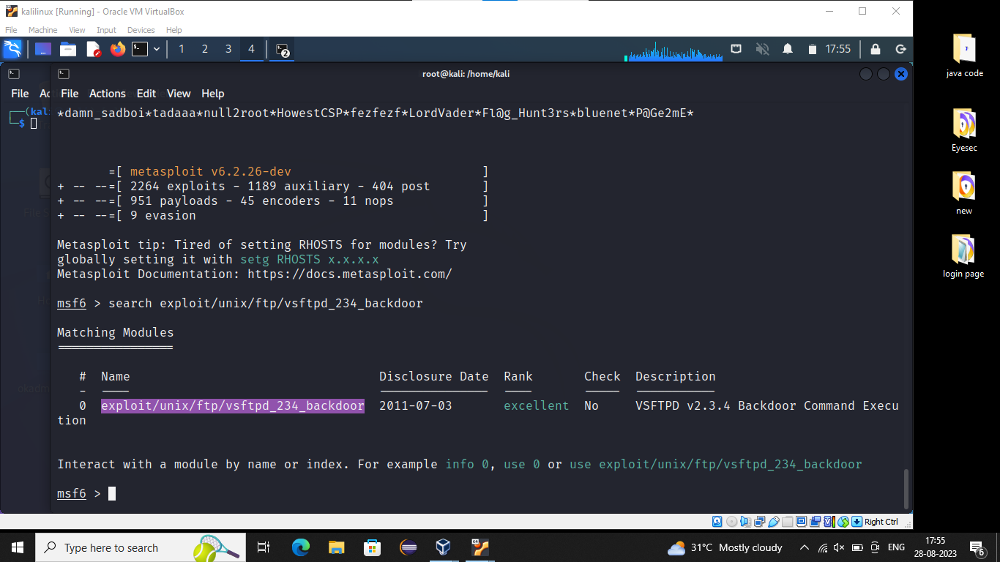 kalilinux [Running] - Oracle VM VirtualBox
File Machine View Input Devices Help
1 2 3 4 2 17:55
root@kali: /home/kali
File Ac File Actions Edit View Help
(kali
$
*damn_sadboi*tadaaa*null2root*HowestCSP*fezfezf*LordVader*Fl@g_Hunt3rs*bluenet*P@Ge2mE*
=[ metasploit v6.2.26-dev ]
+ -- --=[ 2264 exploits - 1189 auxiliary - 404 post ]
+ -- --=[ 951 payloads - 45 encoders - 11 nops ]
+ -- --=[ 9 evasion ]
Metasploit tip: Tired of setting RHOSTS for modules? Try
globally setting it with setg RHOSTS x.x.x.x
Metasploit Documentation: https://docs.metasploit.com/
msf6 > search exploit/unix/ftp/vsftpd_234_backdoor
Matching Modules
================
# Name Disclosure Date Rank Check Description
- ---- --------------- ---- ----- -----------
0 exploit/unix/ftp/vsftpd_234_backdoor 2011-07-03 excellent No VSFTPD v2.3.4 Backdoor Command Execu
tion
Interact with a module by name or index. For example info 0, use 0 or use exploit/unix/ftp/vsftpd_234_backdoor
msf6 >
Right Ctrl
java code
Eyesec
new
login page
Type here to search
31°C Mostly cloudy
ENG
17:55
28-08-2023
6